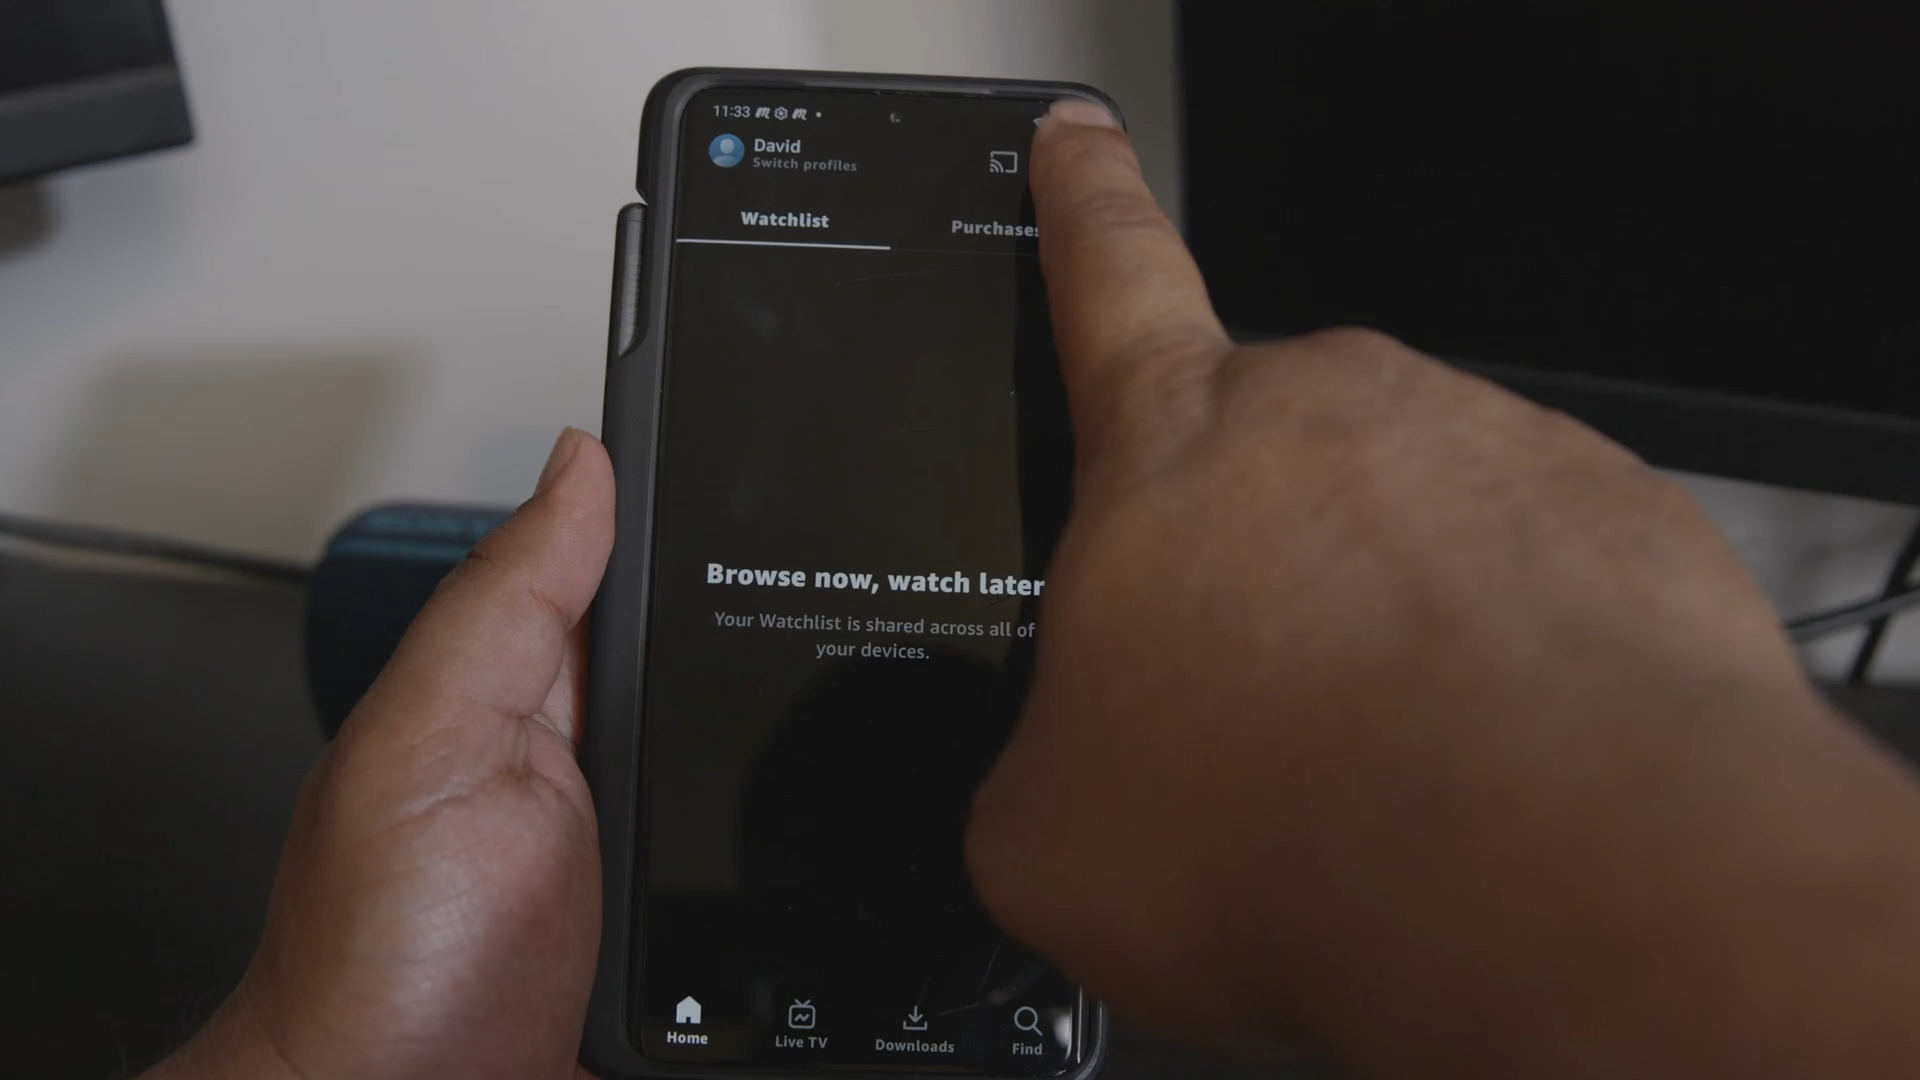 11:33
David
Switch profiles
Watchlist
Purchases
Browse now, watch later
Your Watchlist is shared across all of
your devices.
Home
Live TV
Downloads
Find
SONY